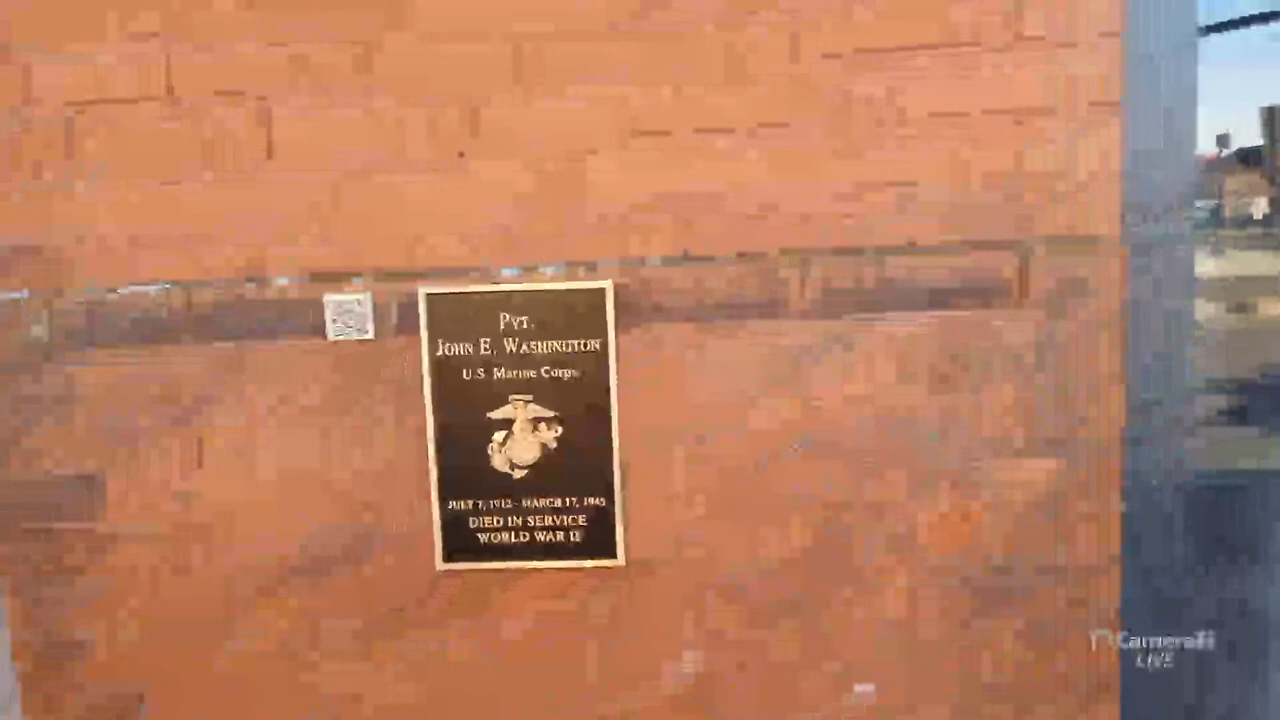 PVT.
JOHN E. WASHINGTON
U.S. Marine Corps
JULY 7, 1912 - MARCH 17, 1945
DIED IN SERVICE
WORLD WAR II
CameraFi
LIVE